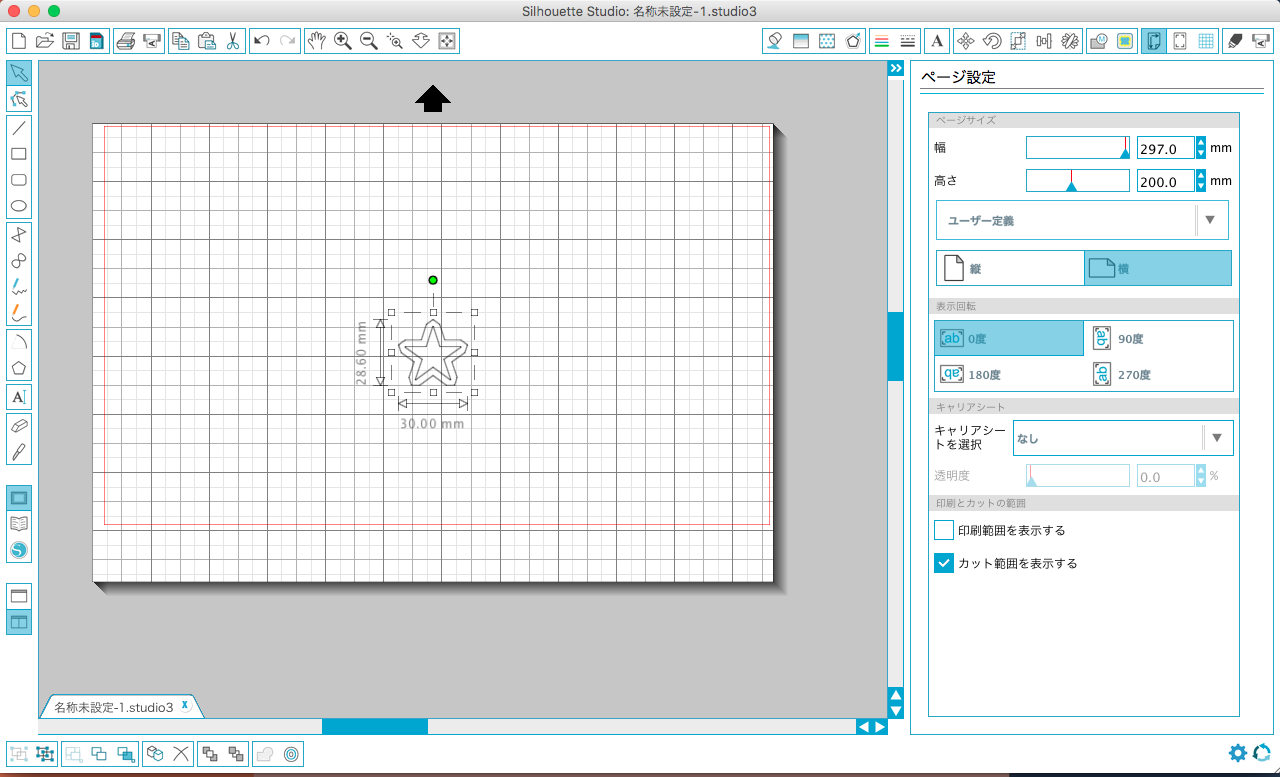 Silhouette Studio: 名称未設定-1.studio3
A
ページ設定
ページサイズ
幅
297.0
mm
高さ
200.0
mm
ユーザー定義
縦
横
表示回転
ab 0度
ab 90度
ab 180度
ab 270度
キャリアシート
キャリアシー
トを選択
なし
透明度
0.0
%
印刷とカットの範囲
印刷範囲を表示する
カット範囲を表示する
28.60 mm
30.00 mm
A
名称未設定-1.studio3
x